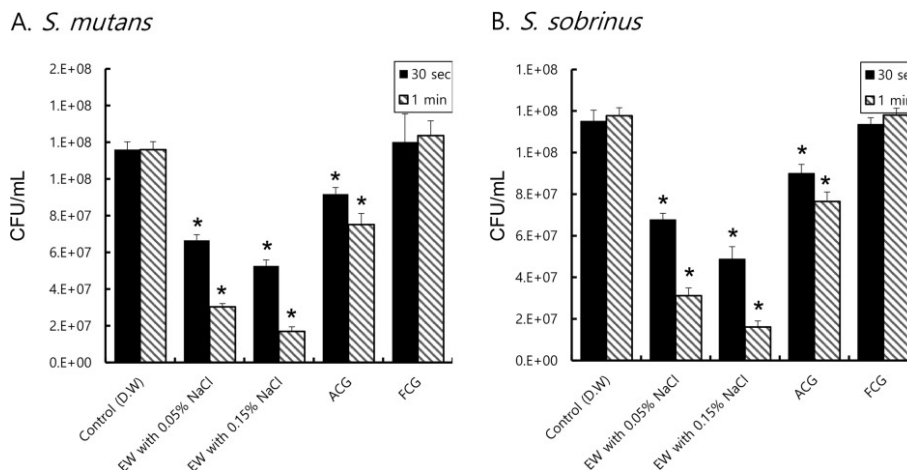 A. S. mutans
CFU/mL
1.E+08
1.E+08
1.E+08
1.E+08
8.E+07
6.E+07
4.E+07
2.E+07
0.E+00
30 sec
1 min
* * * * * *
Control (D.W)
EW with 0.05% NaCl
EW with 0.15% NaCl
ACG
FCG
B. S. sobrinus
CFU/mL
1.E+08
1.E+08
1.E+08
8.E+07
6.E+07
4.E+07
2.E+07
0.E+00
30 se
1 min
* * * * * *
Control (D.W)
EW with 0.05% NaCl
EW with 0.15% NaCl
ACG
FCG